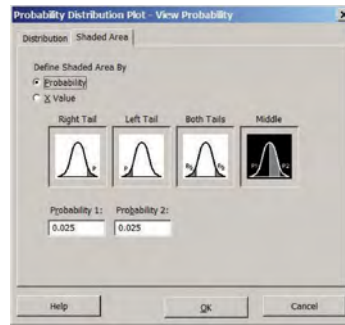 Probability Distribution Plot - View Probability
Distribution Shaded Area
Define Shaded Area By
Probability
X Value
Right Tail Left Tail Both Tails Middle
Probability 1: Probability 2:
0.025 0.025
Help OK Cancel